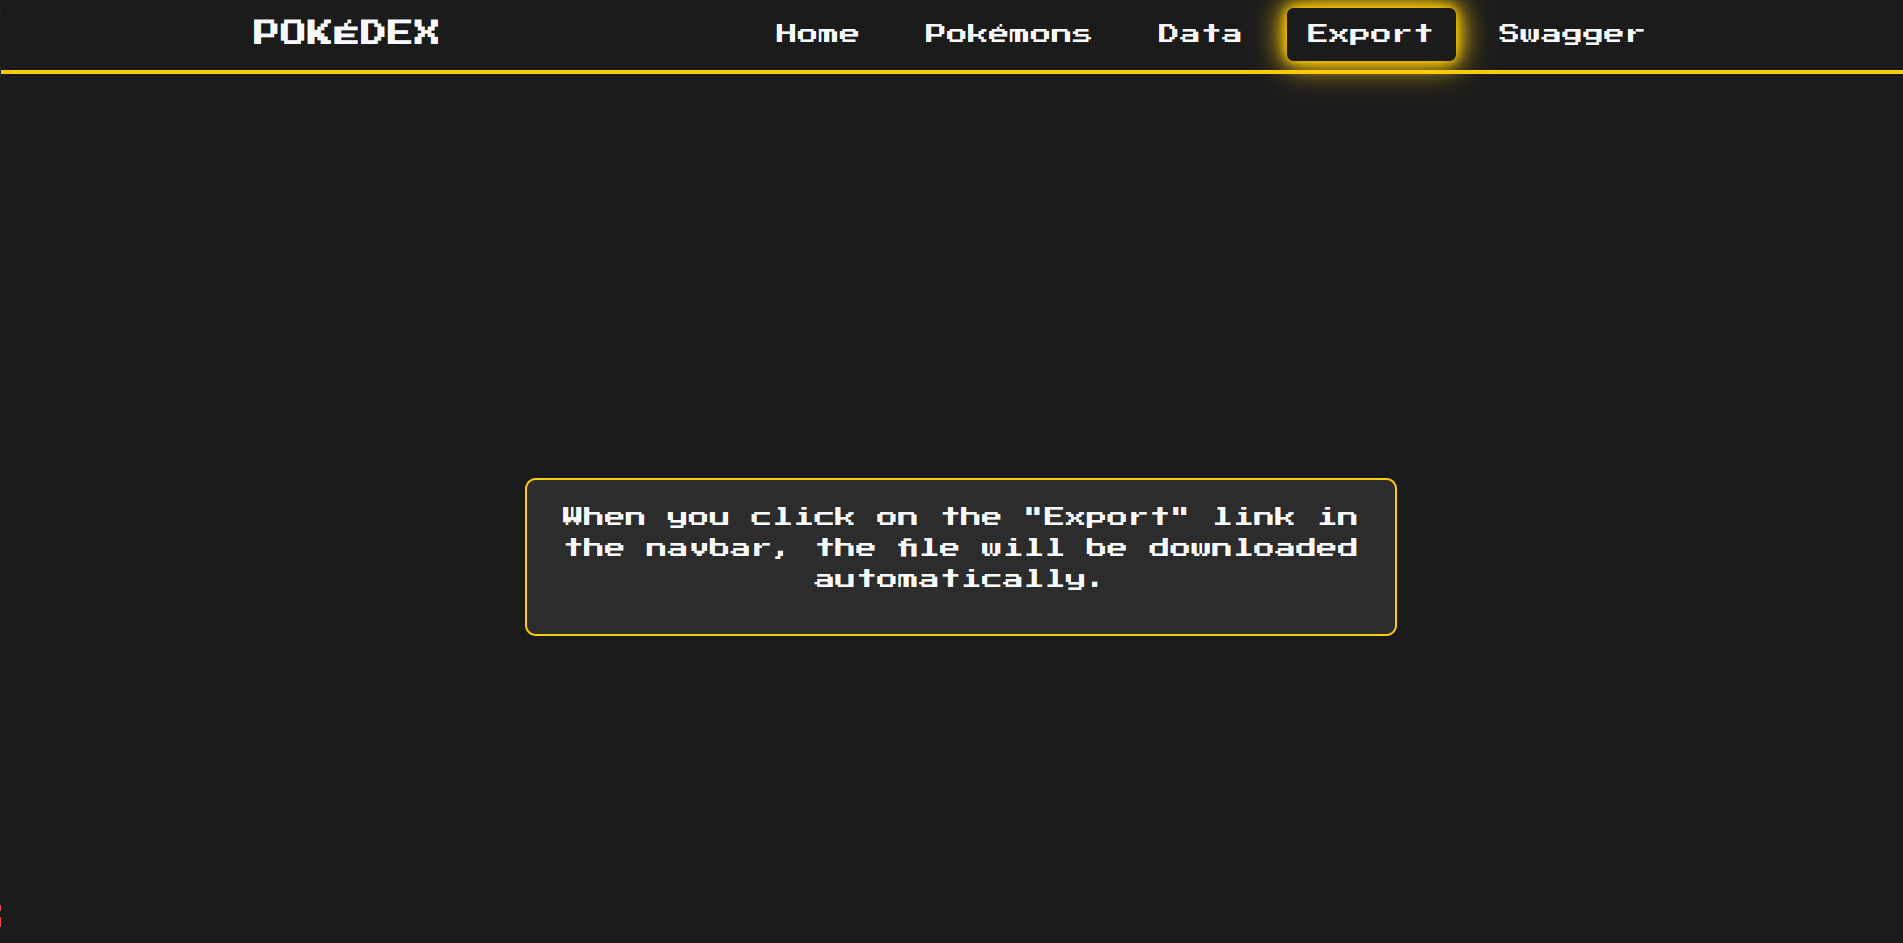 POKéDEX
Home Pokémons Data Export Swagger
When you click on the "Export" link in
the navbar, the file will be downloaded
automatically.